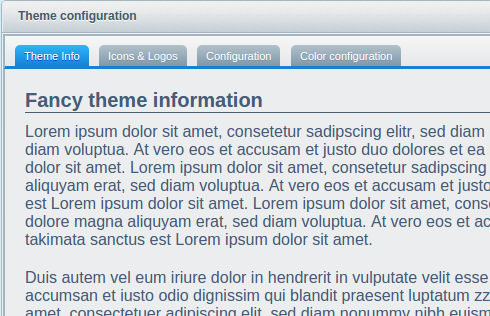 Theme configuration
Theme Info Icons & Logos Configuration Color configuration
Fancy theme information
Lorem ipsum dolor sit amet, consetetur sadipscing elitr, sed diam
diam voluptua. At vero eos et accusam et justo duo dolores et ea
dolor sit amet. Lorem ipsum dolor sit amet, consetetur sadipscing
aliquyam erat, sed diam voluptua. At vero eos et accusam et justo
est Lorem ipsum dolor sit amet. Lorem ipsum dolor sit amet, cons
dolore magna aliquyam erat, sed diam voluptua. At vero eos et ac
takimata sanctus est Lorem ipsum dolor sit amet.
Duis autem vel eum iriure dolor in hendrerit in vulputate velit esse
accumsan et iusto odio dignissim qui blandit praesent luptatum zz
amet, consectetuer adipiscing elit, sed diam nonummy nibh euism